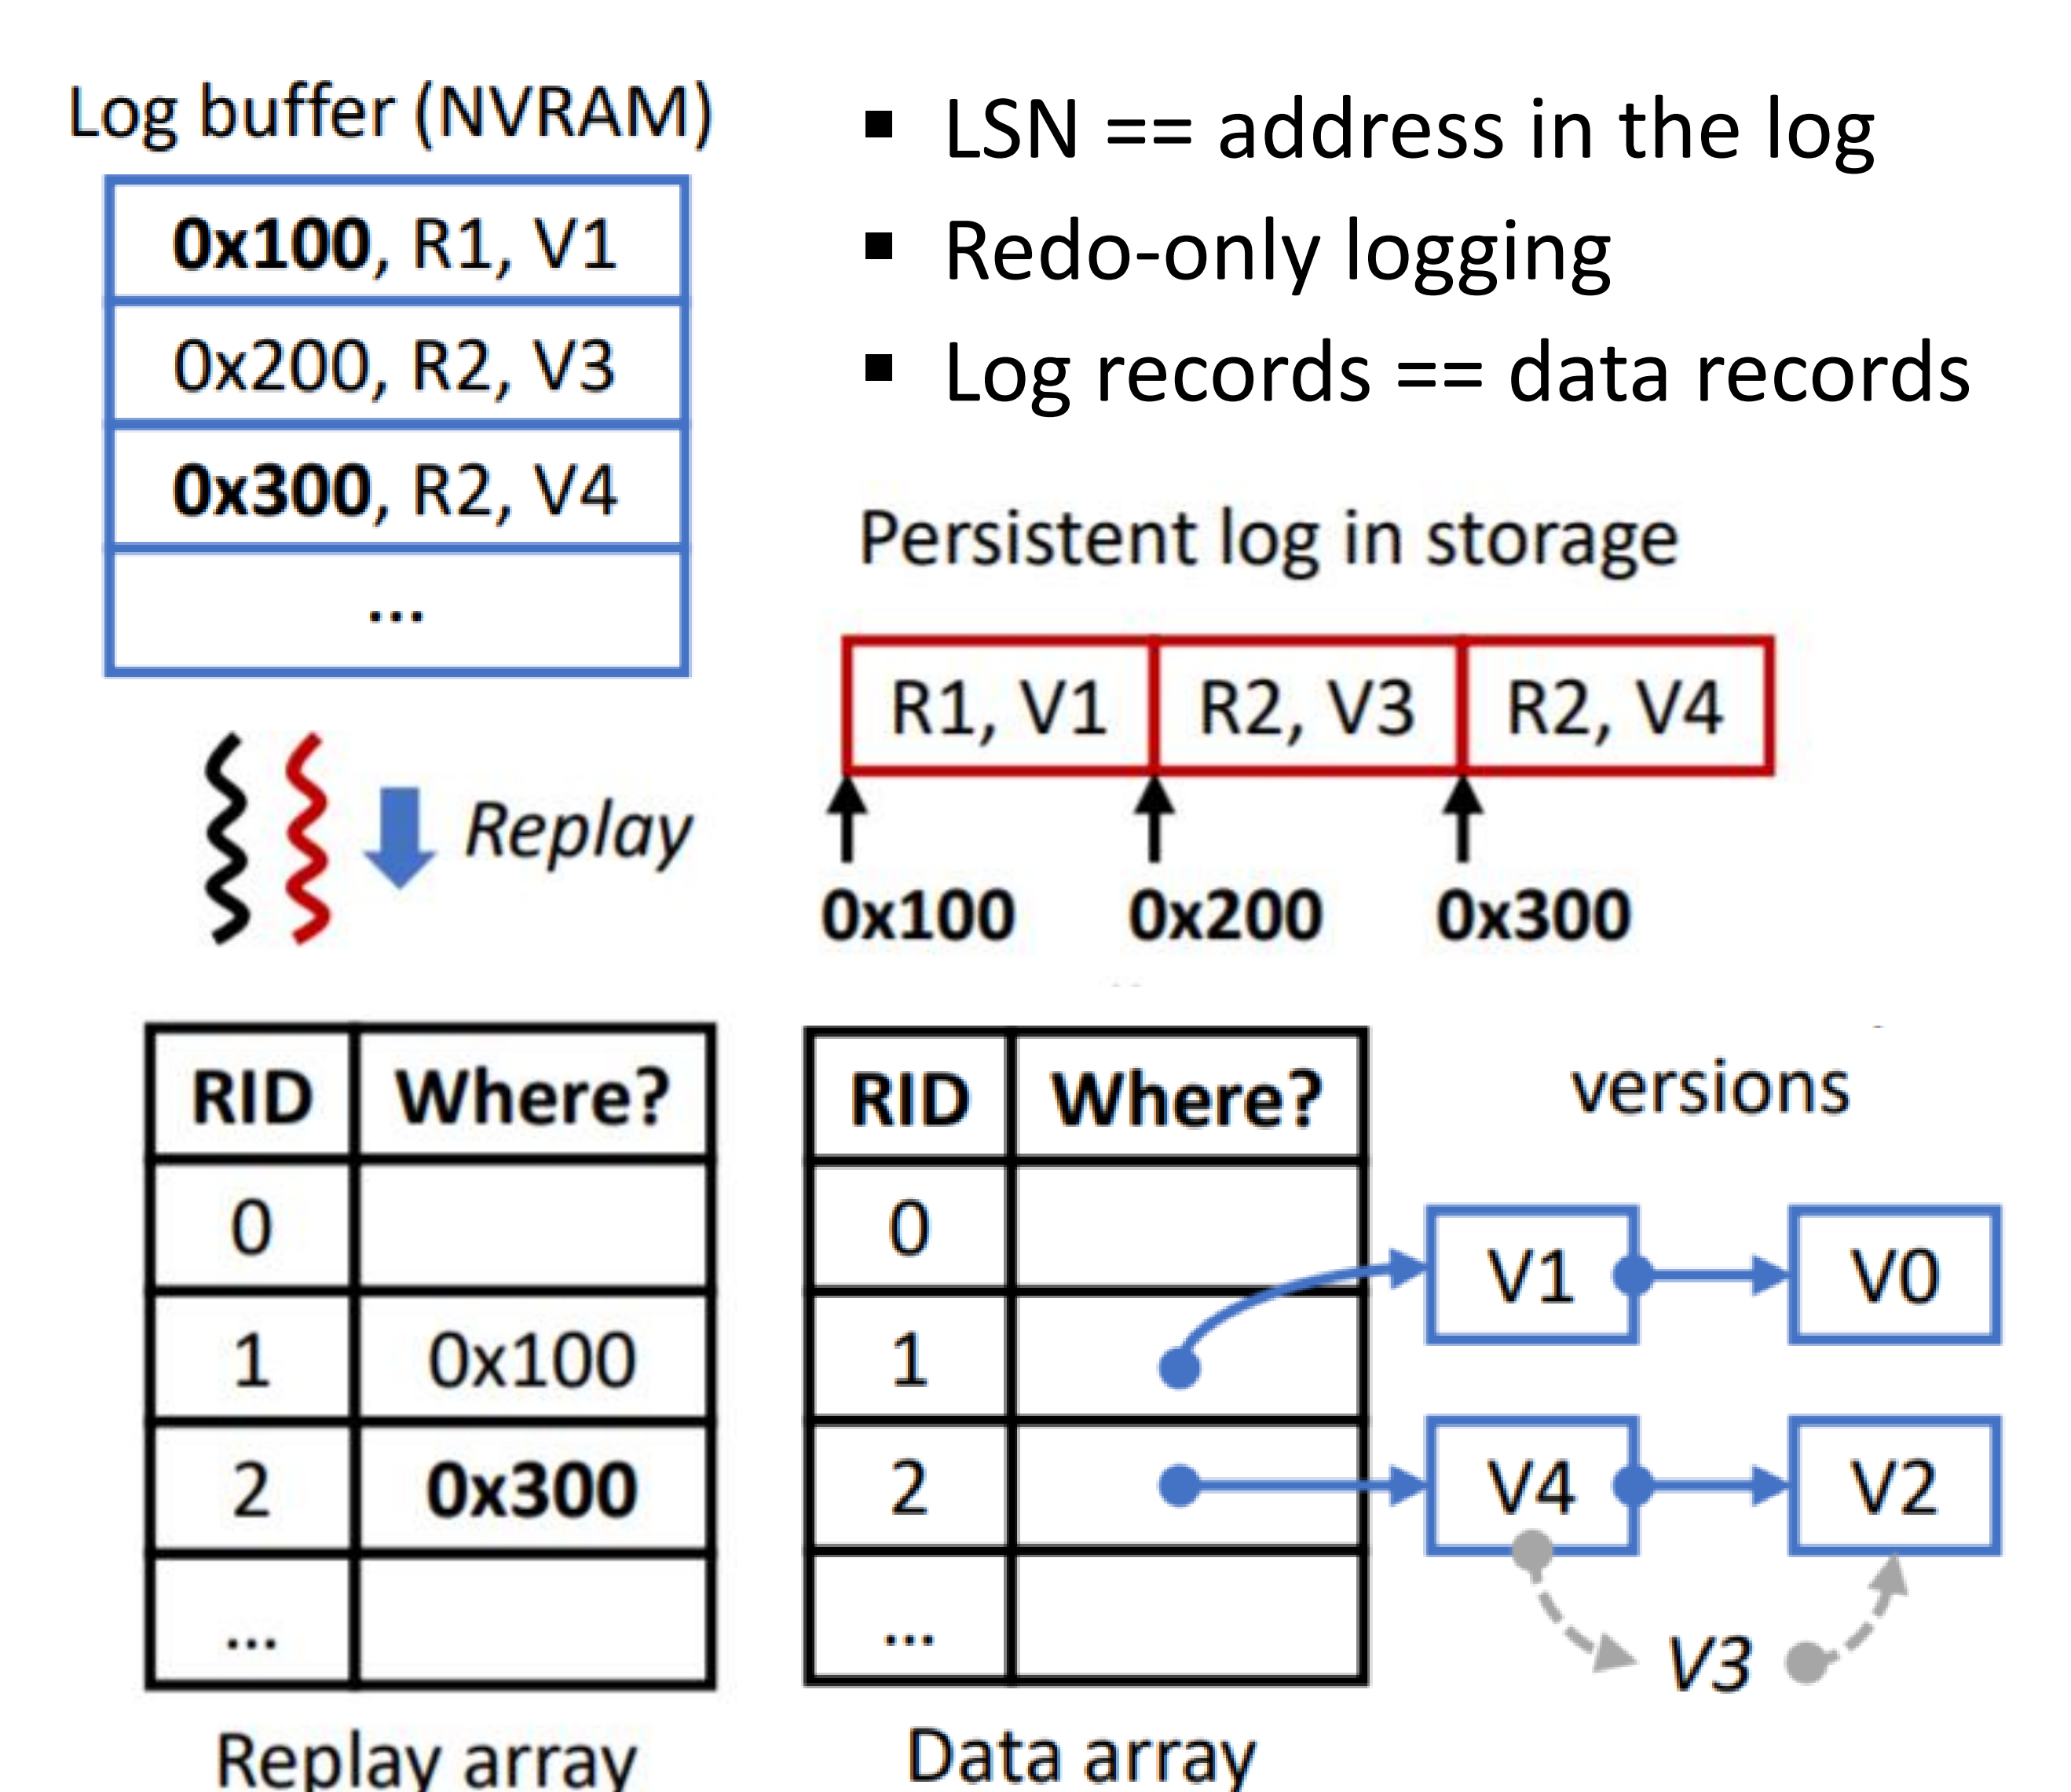 Log buffer (NVRAM)
0x100, R1, V1
0x200, R2, V3
0x300, R2, V4
...
▪ LSN == address in the log
▪ Redo-only logging
▪ Log records == data records
Persistent log in storage
R1, V1 R2, V3 R2, V4
0x100 0x200 0x300
Replay
RID Where?
0
1 0x100
2 0x300
...
Replay array
RID Where?
0
1
2
...
Data array
versions
V1 V0
V4 V2
V3